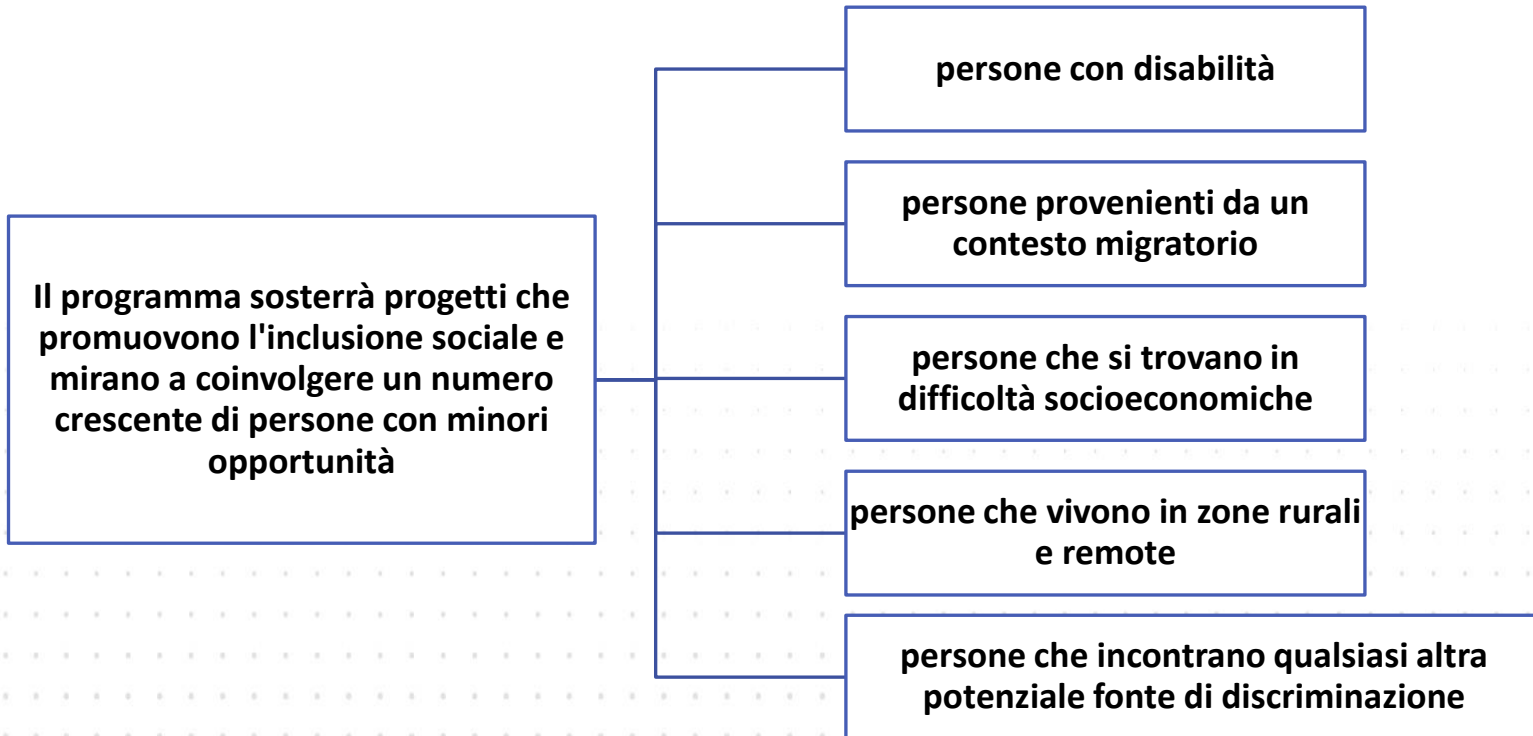 Il programma sosterrà progetti che
promuovono l'inclusione sociale e
mirano a coinvolgere un numero
crescente di persone con minori
opportunità
persone con disabilità
persone provenienti da un
contesto migratorio
persone che si trovano in
difficoltà socioeconomiche
persone che vivono in zone rurali
e remote
persone che incontrano qualsiasi altra
potenziale fonte di discriminazione